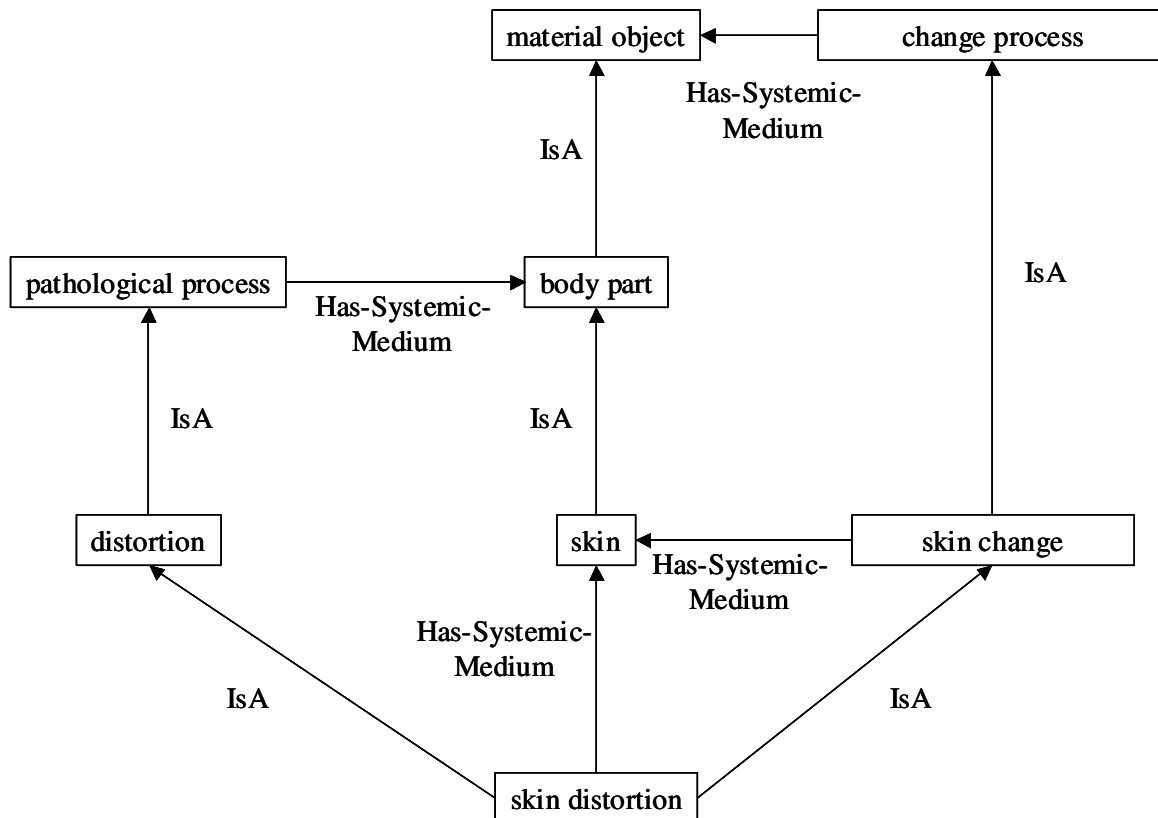 material object
change process
Has-Systemic-
Medium
IsA
IsA
pathological process
body part
Has-Systemic-
Medium
IsA
IsA
distortion
skin
skin change
Has-Systemic-
Medium
Has-Systemic-
Medium
IsA
IsA
skin distortion